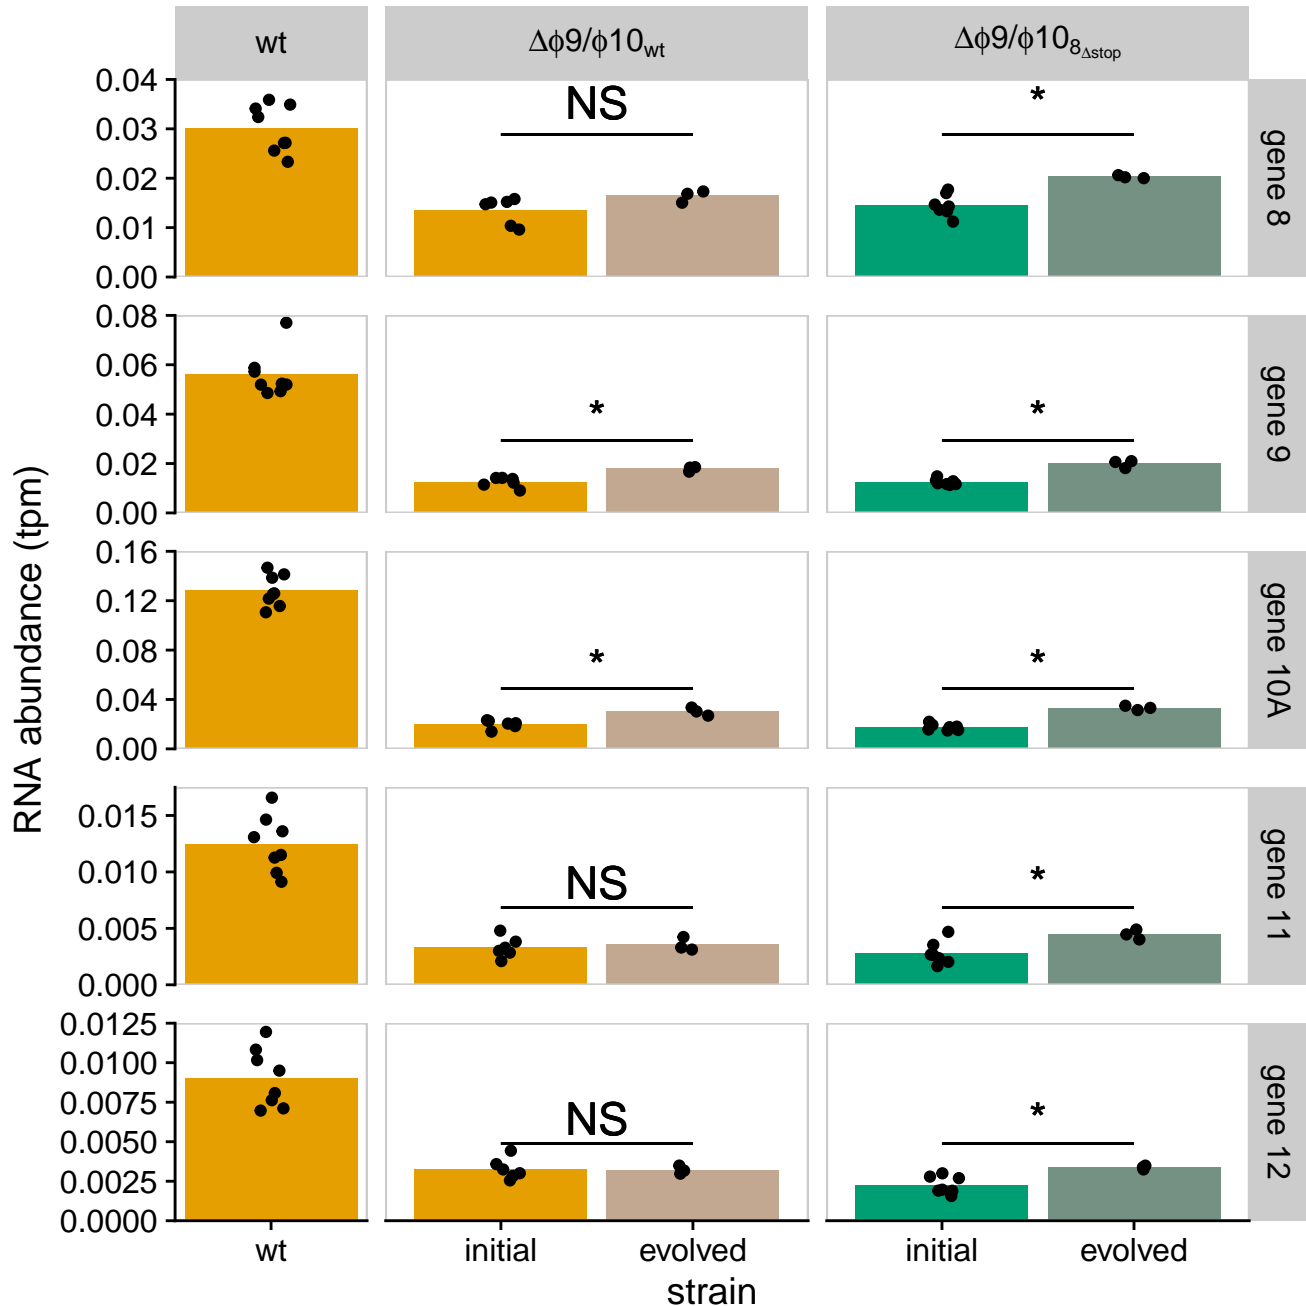 wt
Δϕ9/ϕ10wt
Δϕ9/ϕ108Δstop
RNA abundance (tpm)
0.04
0.03
0.02
0.01
0.00
NS
*
gene 8
0.08
0.06
0.04
0.02
0.00
*
*
gene 9
0.16
0.12
0.08
0.04
0.00
*
*
gene 10A
0.015
0.010
0.005
0.000
NS
*
gene 11
0.0125
0.0100
0.0075
0.0050
0.0025
0.0000
NS
*
gene 12
wt
initial
evolved
initial
evolved
strain